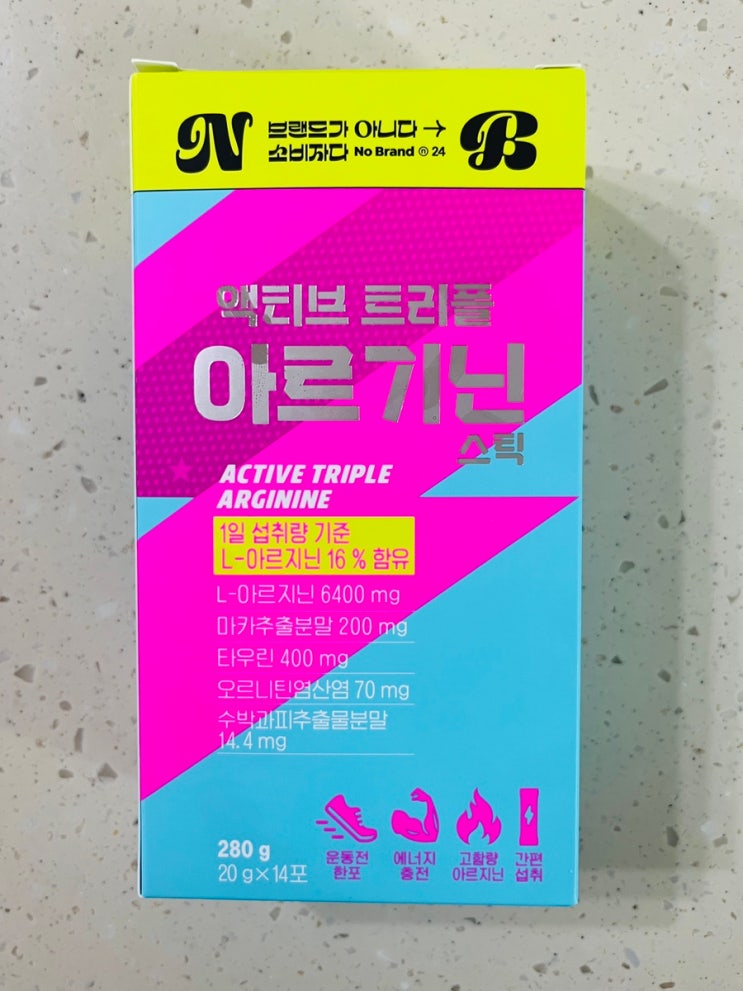 N 브랜드가 아니다 → B
소비자다 No Brand ⓝ 24
액티브 트리플
아르기닌
스틱
ACTIVE TRIPLE
ARGININE
1일 섭취량 기준
L-아르지닌 16 % 함유
L-아르지닌 6400 mg
마카추출분말 200 mg
타우린 400 mg
오르니틴염산염 70 mg
수박과피추출물분말
14.4 mg
운동전 한포
에너지 충전
고함량 아르지닌
간편 섭취
280 g
20 g×14포